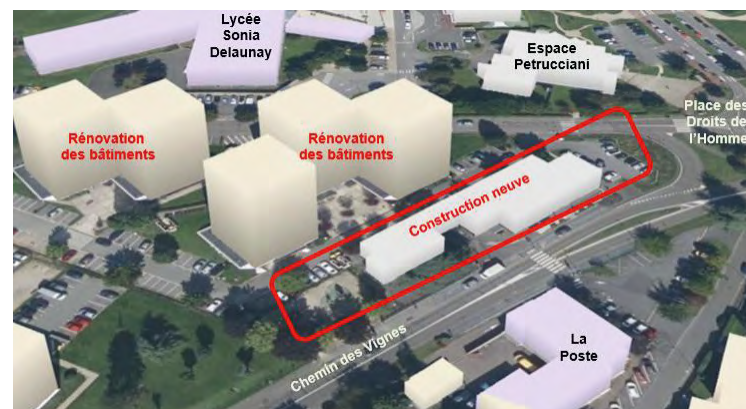 Lycée
Sonia
Delaunay
Espace
Petrucciani
Place des
Droits de
l'Homme
Rénovation
des bâtiments
Rénovation
des bâtiments
Construction neuve
Chemin des Vignes
La
Poste